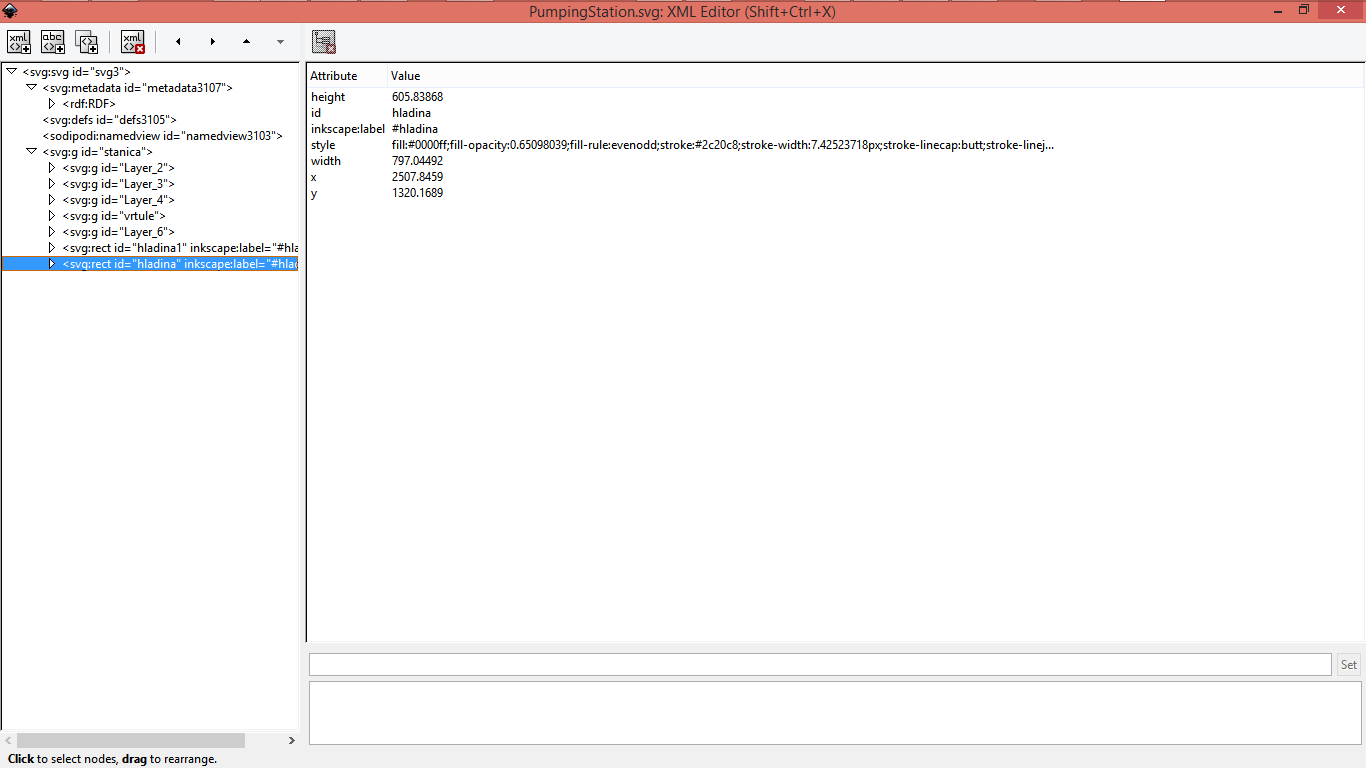 PumpingStation.svg: XML Editor (Shift+Ctrl+X)
xml
abc
xml
<svg:svg id="svg3">
<svg:metadata id="metadata3107">
<rdf:RDF>
<svg:defs id="defs3105">
<sodipodi:namedview id="namedview3103">
<svg:g id="stanica">
<svg:g id="Layer_2">
<svg:g id="Layer_3">
<svg:g id="Layer_4">
<svg:g id="vrtule">
<svg:g id="Layer_6">
<svg:rect id="hladina1" inkscape:label="#hla
<svg:rect id="hladina" inkscape:label="#hla
Attribute Value
height 605.83868
id hladina
inkscape:label #hladina
style fill:#0000ff;fill-opacity:0.65098039;fill-rule:evenodd;stroke:#2c20c8;stroke-width:7.42523718px;stroke-linecap:butt;stroke-linej...
width 797.04492
x 2507.8459
y 1320.1689
Set
Click to select nodes, drag to rearrange.